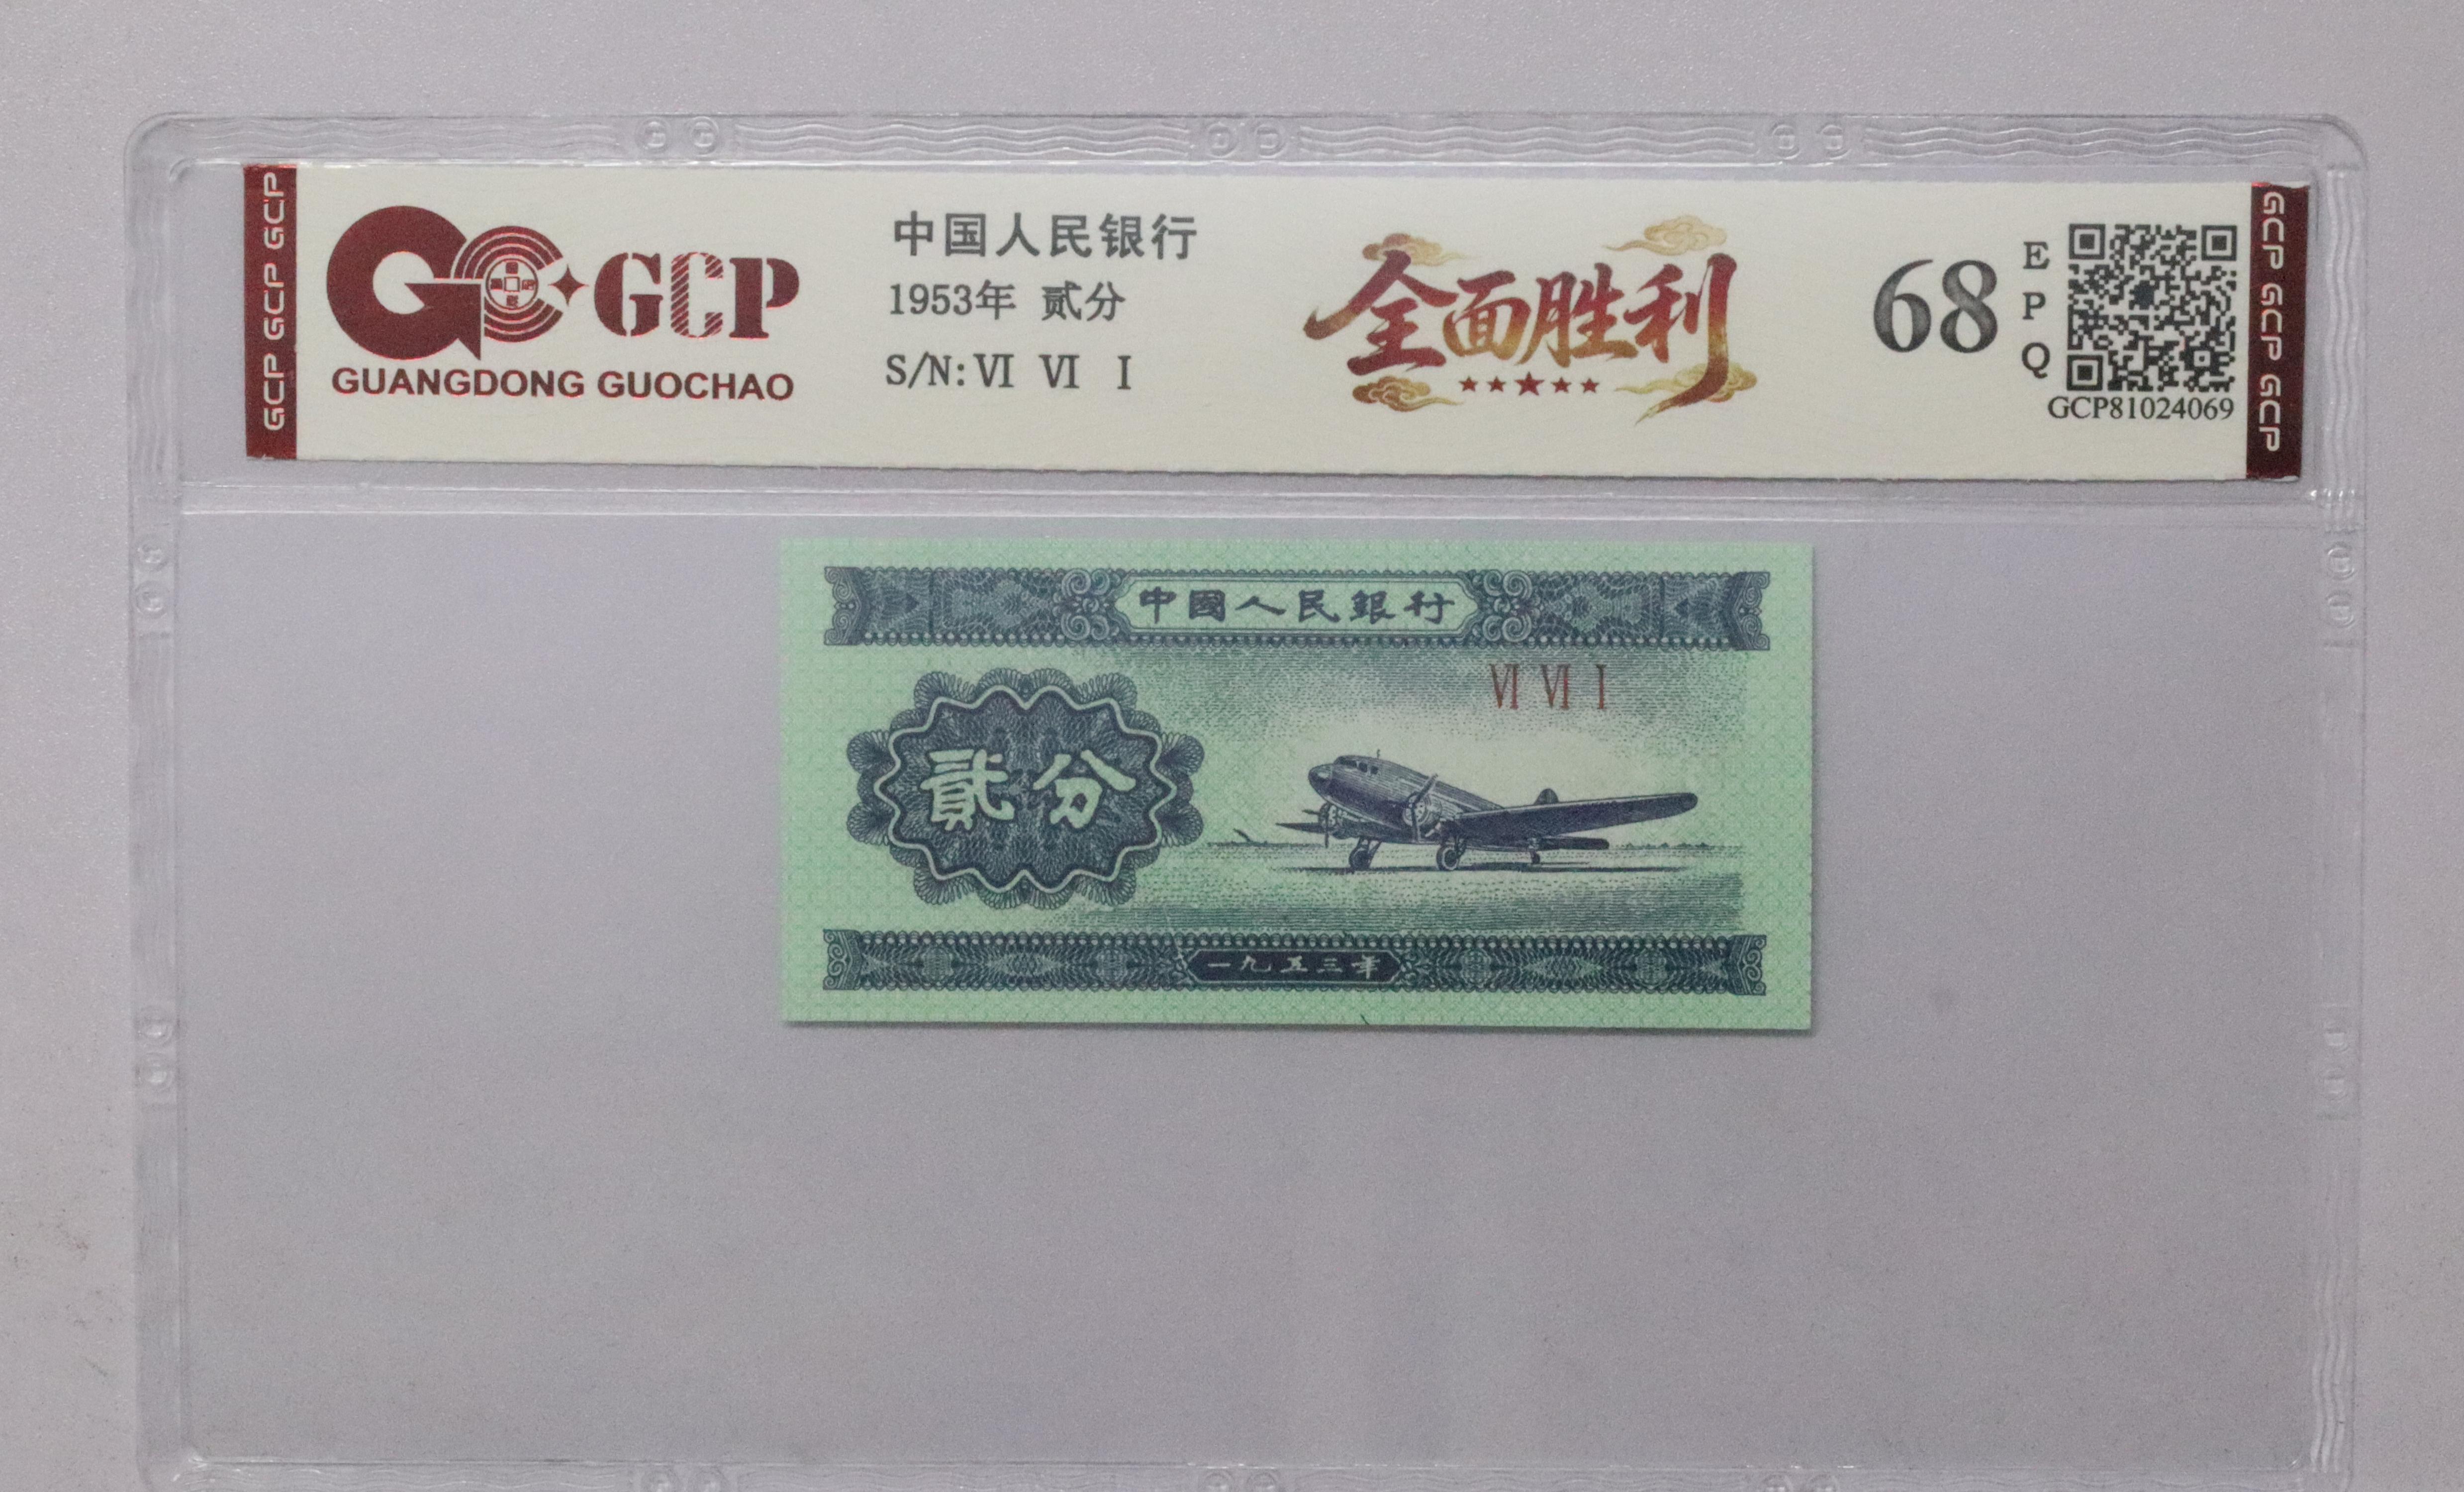 GCP GCP GCP
GCP
GUANGDONG GUOCHAO
中国人民银行
1953年 贰分
S/N: VI VI I
全面胜利
68
EPQ
GCP81024069
GCP GCP GCP
中國人民銀行
VI VI I
貳分
一九五三年